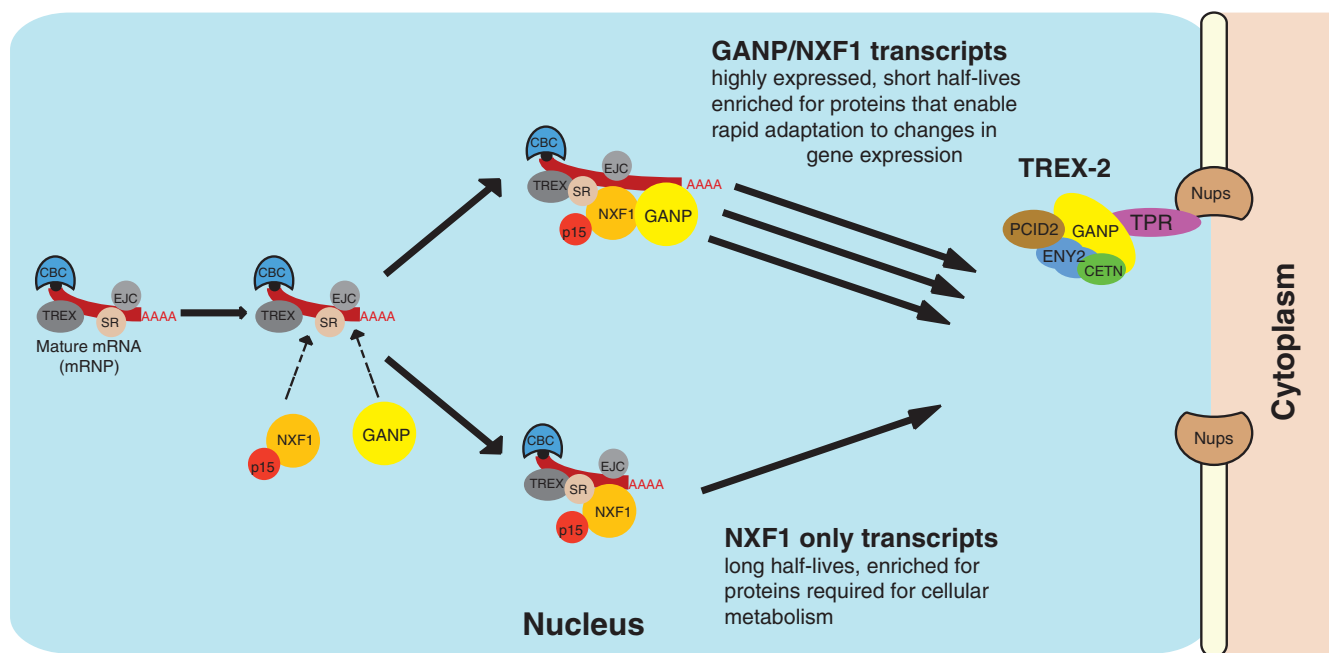 GANP/NXF1 transcripts
highly expressed, short half-lives
enriched for proteins that enable
rapid adaptation to changes in
gene expression
CBC
EJC
TREX
SR
AAAA
NXF1
GANP
p15
TREX-2
Nups
PCID2
GANP
TPR
ENY2
CETN
CBC
EJC
TREX
SR
AAAA
Mature mRNA
(mRNP)
CBC
EJC
TREX
SR
AAAA
NXF1
p15
GANP
CBC
EJC
TREX
SR
AAAA
NXF1
p15
Nups
Cytoplasm
NXF1 only transcripts
long half-lives, enriched for
proteins required for cellular
metabolism
Nucleus